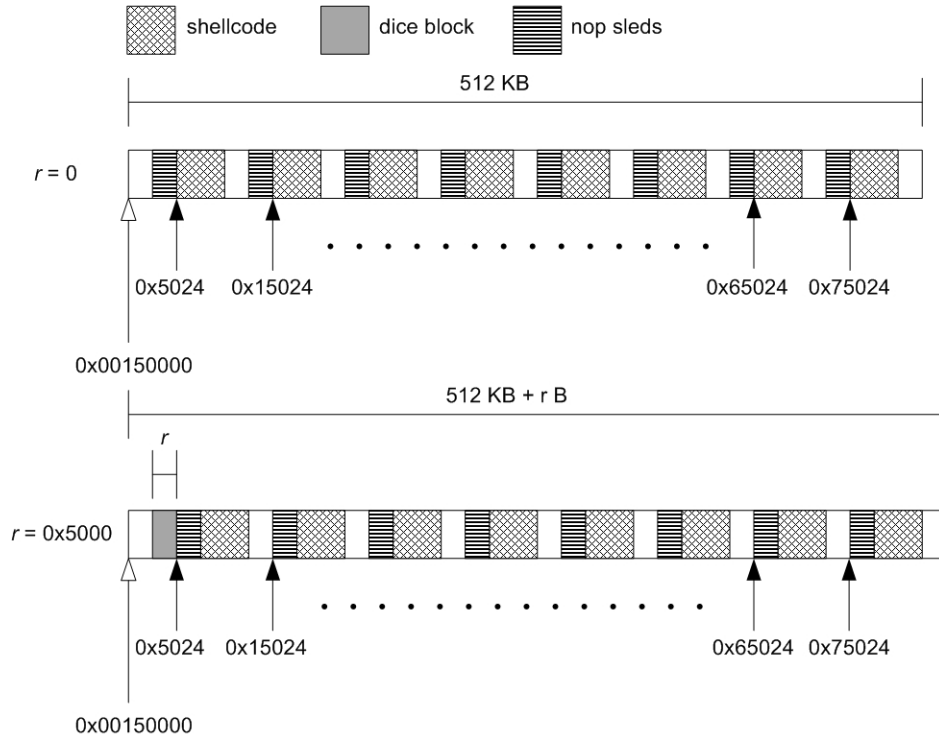 shellcode dice block nop sleds
512 KB
r = 0
0x5024 0x15024 0x65024 0x75024
0x00150000
512 KB + r B
r
r = 0x5000
0x5024 0x15024 0x65024 0x75024
0x00150000